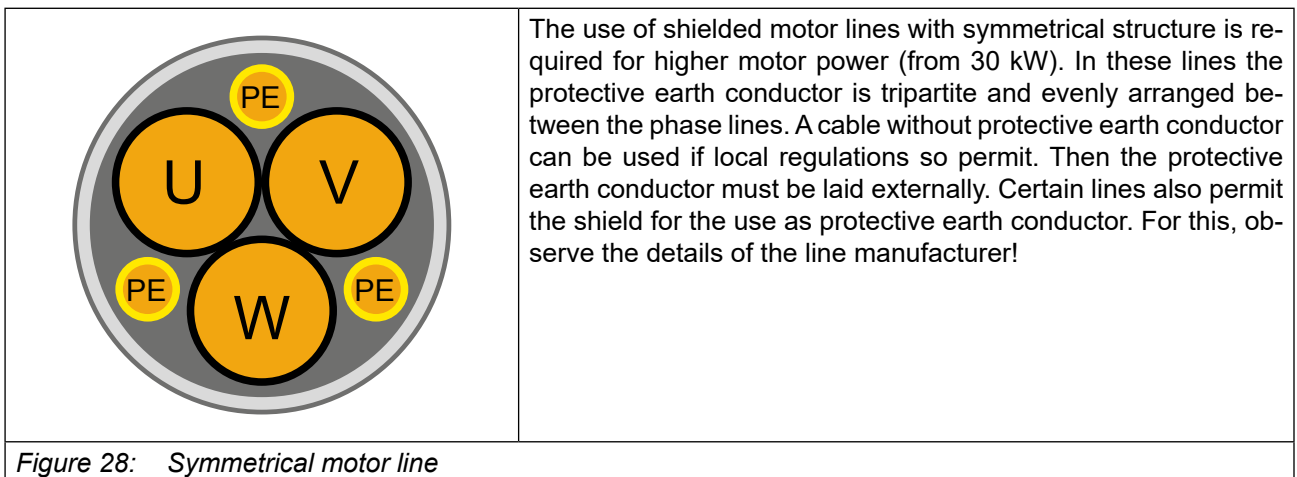 PE
U V
PE PE
W
The use of shielded motor lines with symmetrical structure is re-
quired for higher motor power (from 30 kW). In these lines the
protective earth conductor is tripartite and evenly arranged be-
tween the phase lines. A cable without protective earth conductor
can be used if local regulations so permit. Then the protective
earth conductor must be laid externally. Certain lines also permit
the shield for the use as protective earth conductor. For this, ob-
serve the details of the line manufacturer!
Figure 28: Symmetrical motor line